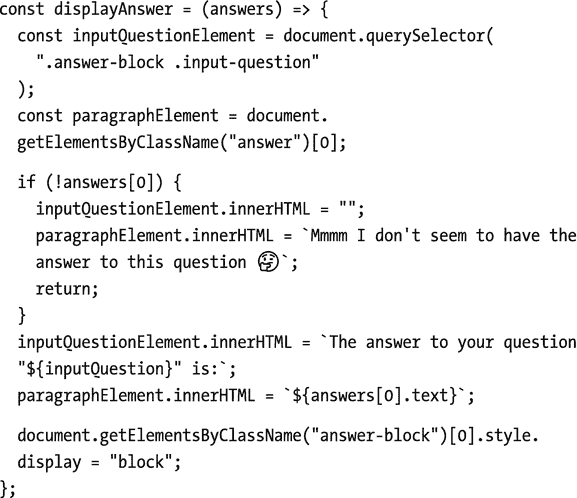 const displayAnswer = (answers) => {
  const inputQuestionElement = document.querySelector(
    ".answer-block .input-question"
  );
  const paragraphElement = document.
  getElementsByClassName("answer")[0];
  if (!answers[0]) {
    inputQuestionElement.innerHTML = "";
    paragraphElement.innerHTML = `Mmmm I don't seem to have the
    answer to this question 🤔`;
    return;
  }
  inputQuestionElement.innerHTML = `The answer to your question
  "${inputQuestion}" is:`;
  paragraphElement.innerHTML = `${answers[0].text}`;
  document.getElementsByClassName("answer-block")[0].style.
  display = "block";
};